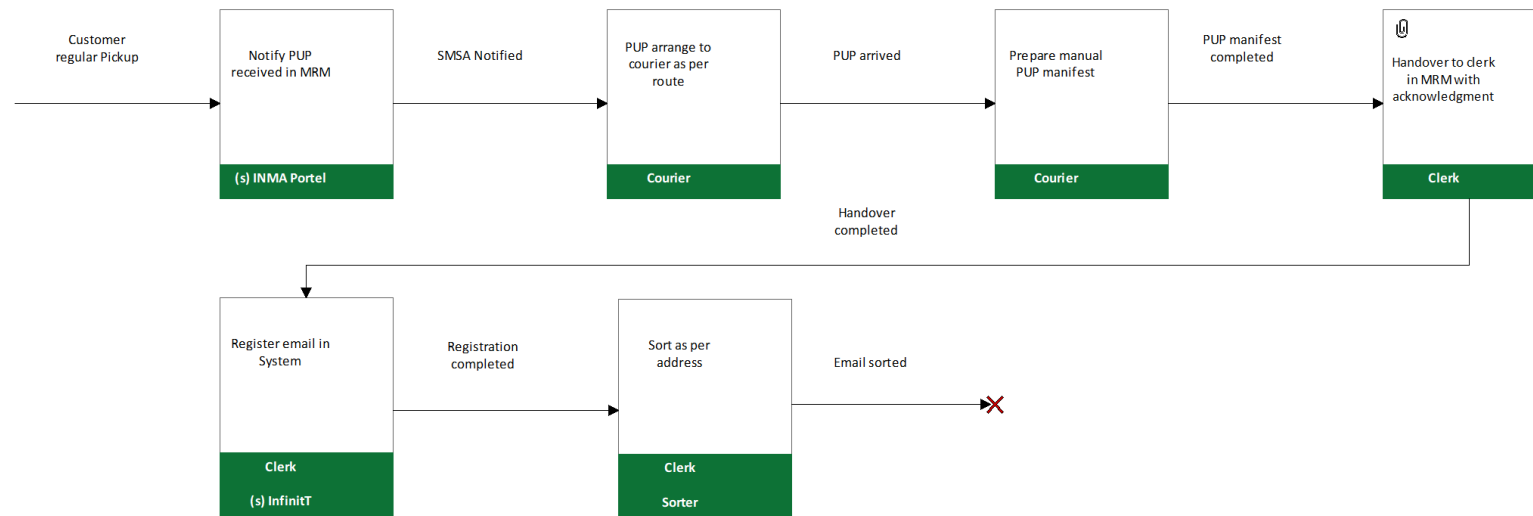 Customer
regular Pickup
Notify PUP
received in MRM
(s) INMA Portel
SMSA Notified
PUP arrange to
courier as per
route
Courier
PUP arrived
Prepare manual
PUP manifest
Courier
PUP manifest
completed
Handover to clerk
in MRM with
acknowledgment
Clerk
Handover
completed
Register email in
System
Clerk
(s) InfinitT
Registration
completed
Sort as per
address
Clerk
Sorter
Email sorted